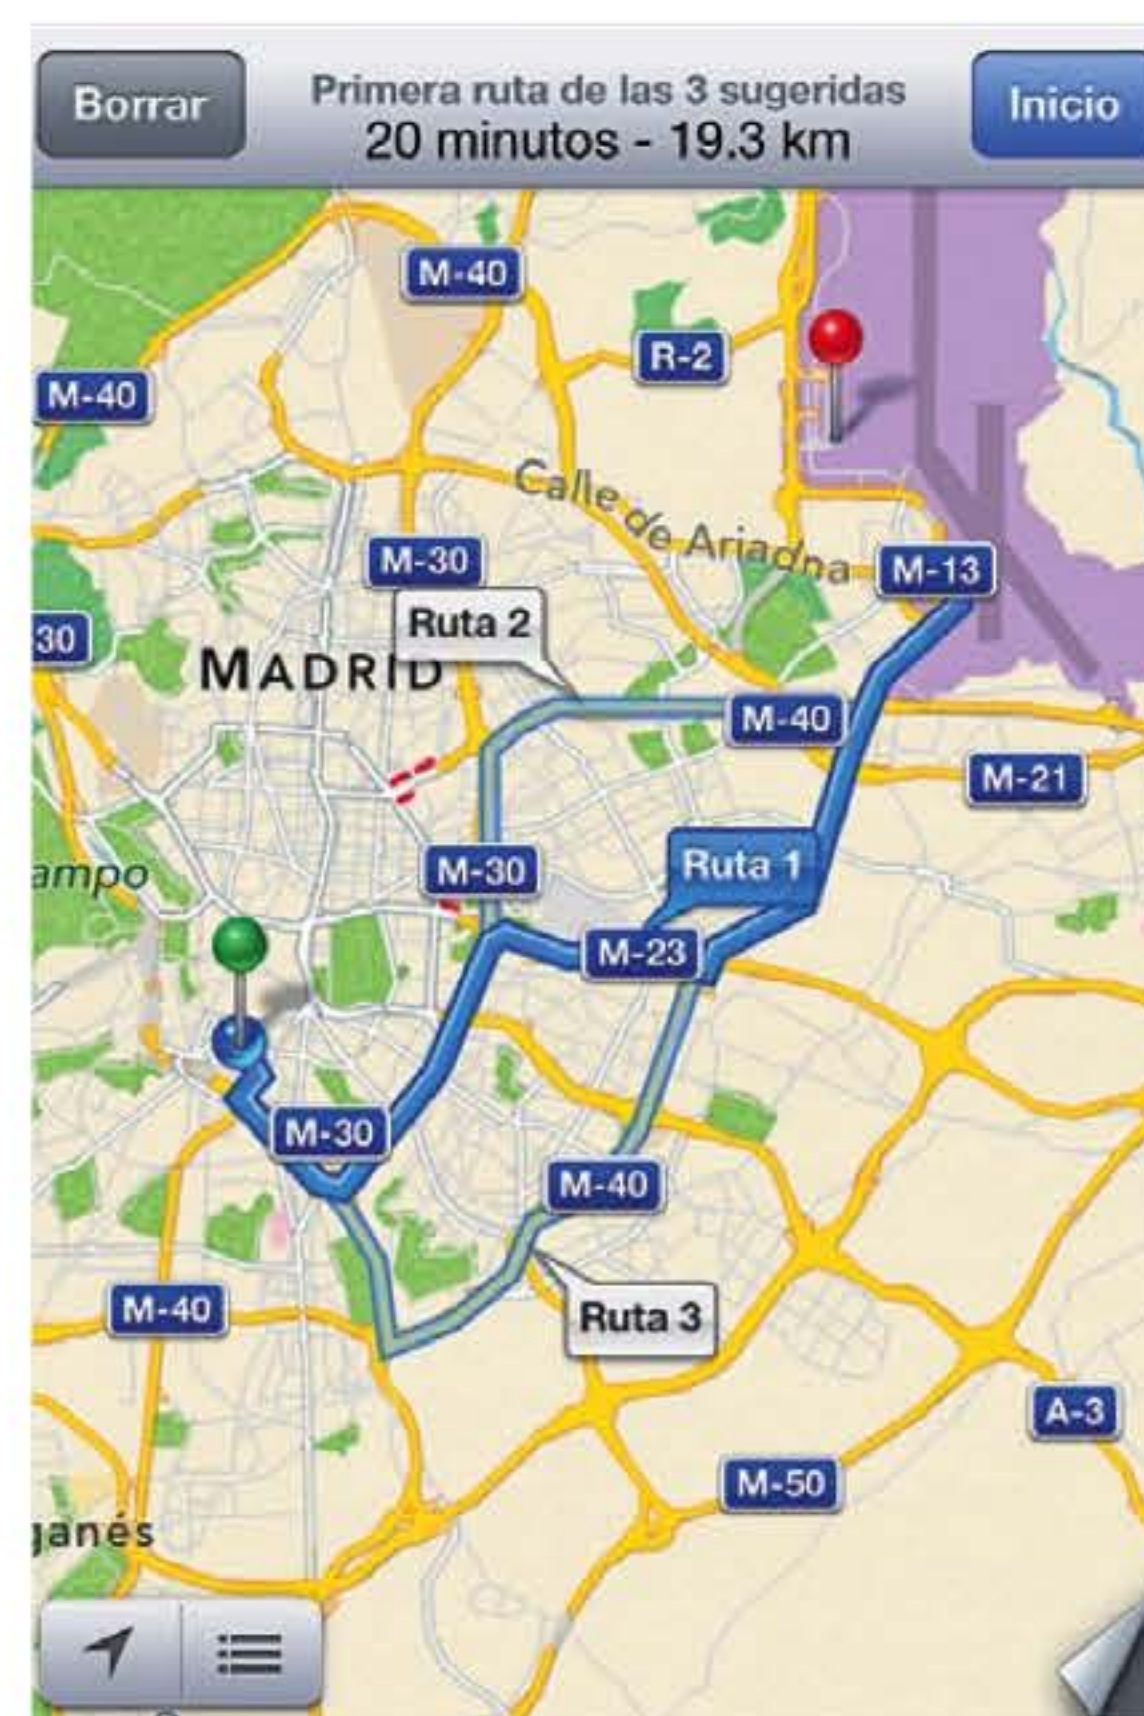 Borrar
Primera ruta de las 3 sugeridas
20 minutos - 19.3 km
Inicio
M-40
R-2
M-40
Calle de Ariadna
M-30
M-13
Ruta 2
30
MADRID
M-40
M-21
Ruta 1
M-30
ampo
M-23
M-30
M-40
M-40
Ruta 3
A-3
M-50
ganés